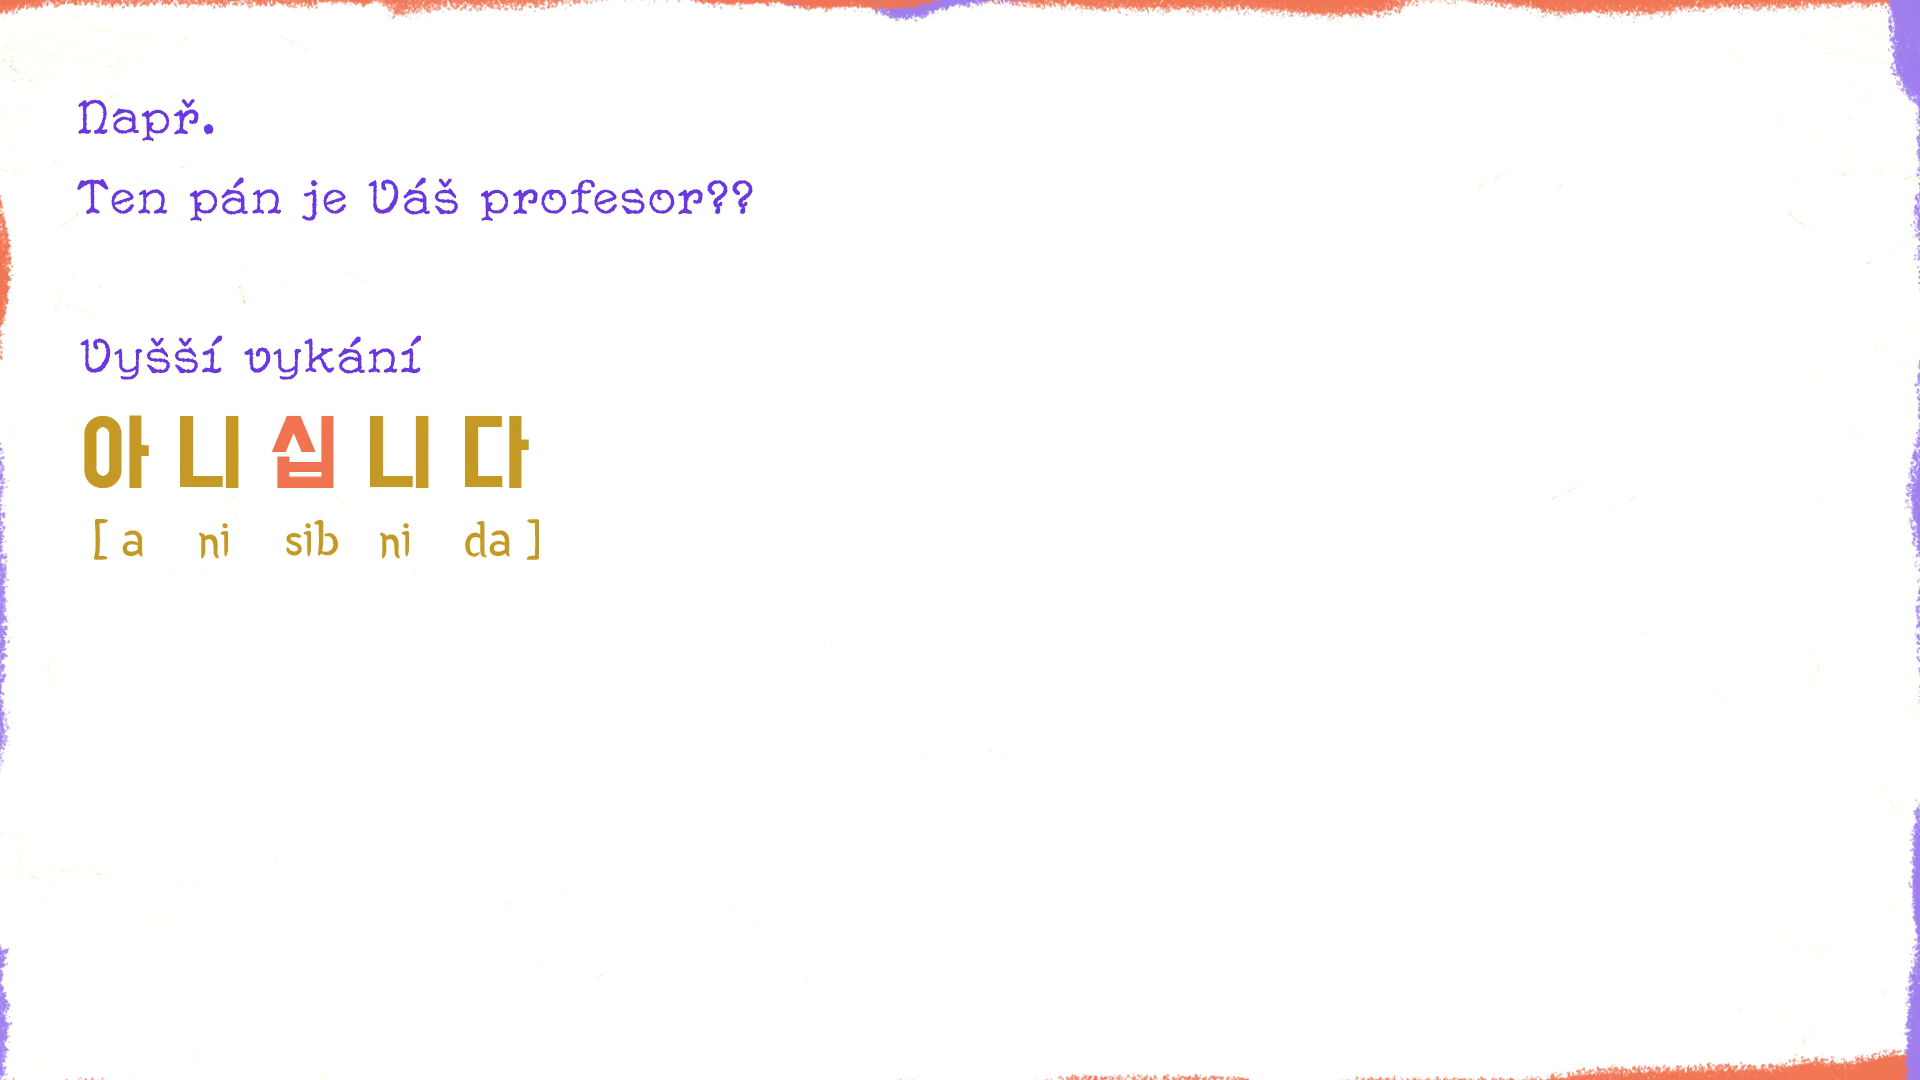 Např.
Ten pán je Váš profesor??
Vyšší vykání
아니십니다
[ a ni sib ni da ]